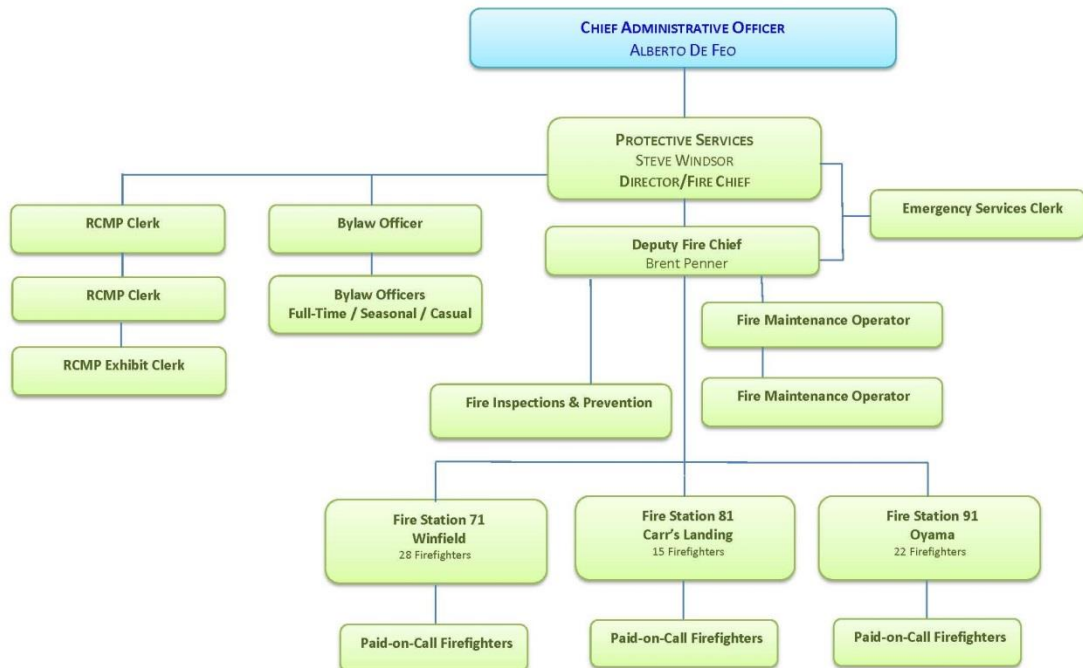 CHIEF ADMINISTRATIVE OFFICER
ALBERTO DE FEO
PROTECTIVE SERVICES
STEVE WINDSOR
DIRECTOR/FIRE CHIEF
RCMP Clerk
Bylaw Officer
Emergency Services Clerk
Deputy Fire Chief
Brent Penner
RCMP Clerk
Bylaw Officers
Full-Time / Seasonal / Casual
Fire Maintenance Operator
RCMP Exhibit Clerk
Fire Inspections & Prevention
Fire Maintenance Operator
Fire Station 71
Winfield
28 Firefighters
Fire Station 81
Carr's Landing
15 Firefighters
Fire Station 91
Oyama
22 Firefighters
Paid-on-Call Firefighters
Paid-on-Call Firefighters
Paid-on-Call Firefighters